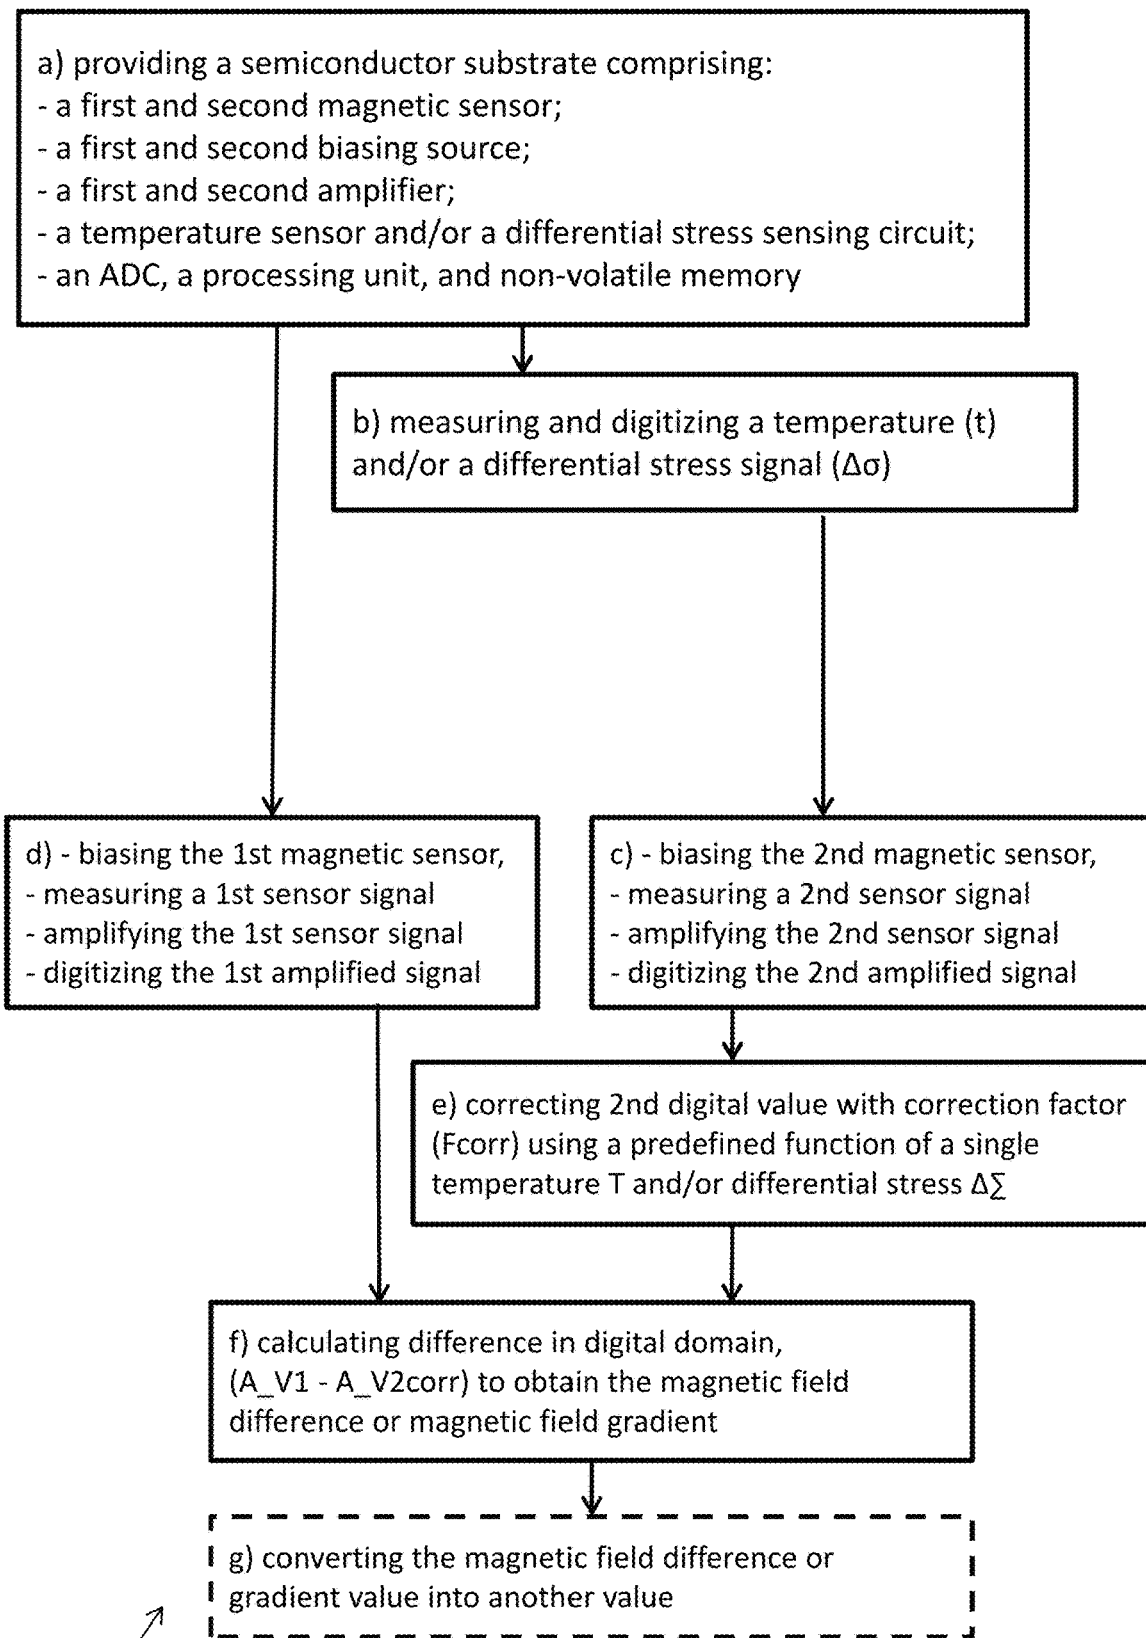 a) providing a semiconductor substrate comprising:
- a first and second magnetic sensor;
- a first and second biasing source;
- a first and second amplifier;
- a temperature sensor and/or a differential stress sensing circuit;
- an ADC, a processing unit, and non-volatile memory
b) measuring and digitizing a temperature (t)
and/or a differential stress signal (Δσ)
d) - biasing the 1st magnetic sensor,
- measuring a 1st sensor signal
- amplifying the 1st sensor signal
- digitizing the 1st amplified signal
c) - biasing the 2nd magnetic sensor,
- measuring a 2nd sensor signal
- amplifying the 2nd sensor signal
- digitizing the 2nd amplified signal
e) correcting 2nd digital value with correction factor
(Fcorr) using a predefined function of a single
temperature T and/or differential stress Δ∑
f) calculating difference in digital domain,
(A_V1 - A_V2corr) to obtain the magnetic field
difference or magnetic field gradient
g) converting the magnetic field difference or
gradient value into another value